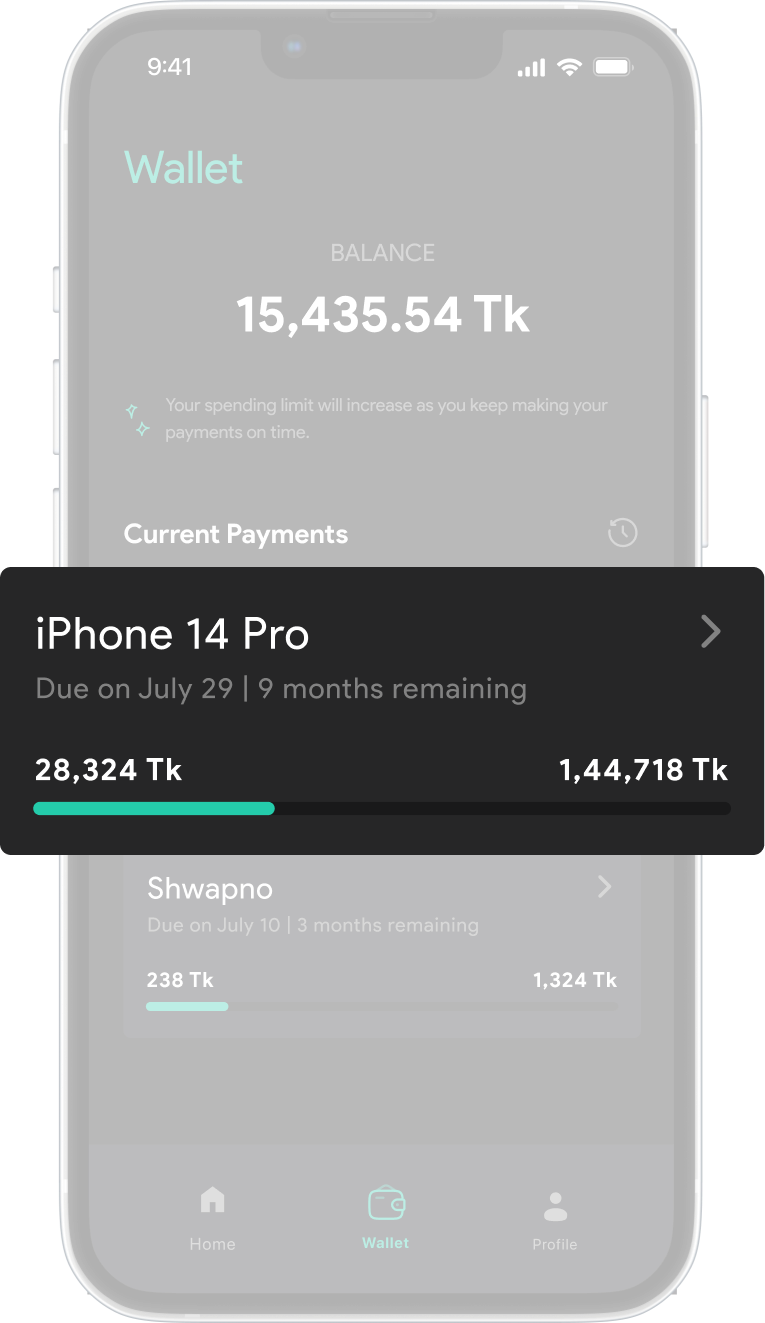 9:41
Wallet
BALANCE
15,435.54 Tk
Your spending limit will increase as you keep making your
payments on time.
Current Payments
iPhone 14 Pro
Due on July 29 | 9 months remaining
28,324 Tk 1,44,718 Tk
Shwapno
Due on July 10 | 3 months remaining
238 Tk 1,324 Tk
Home Wallet Profile